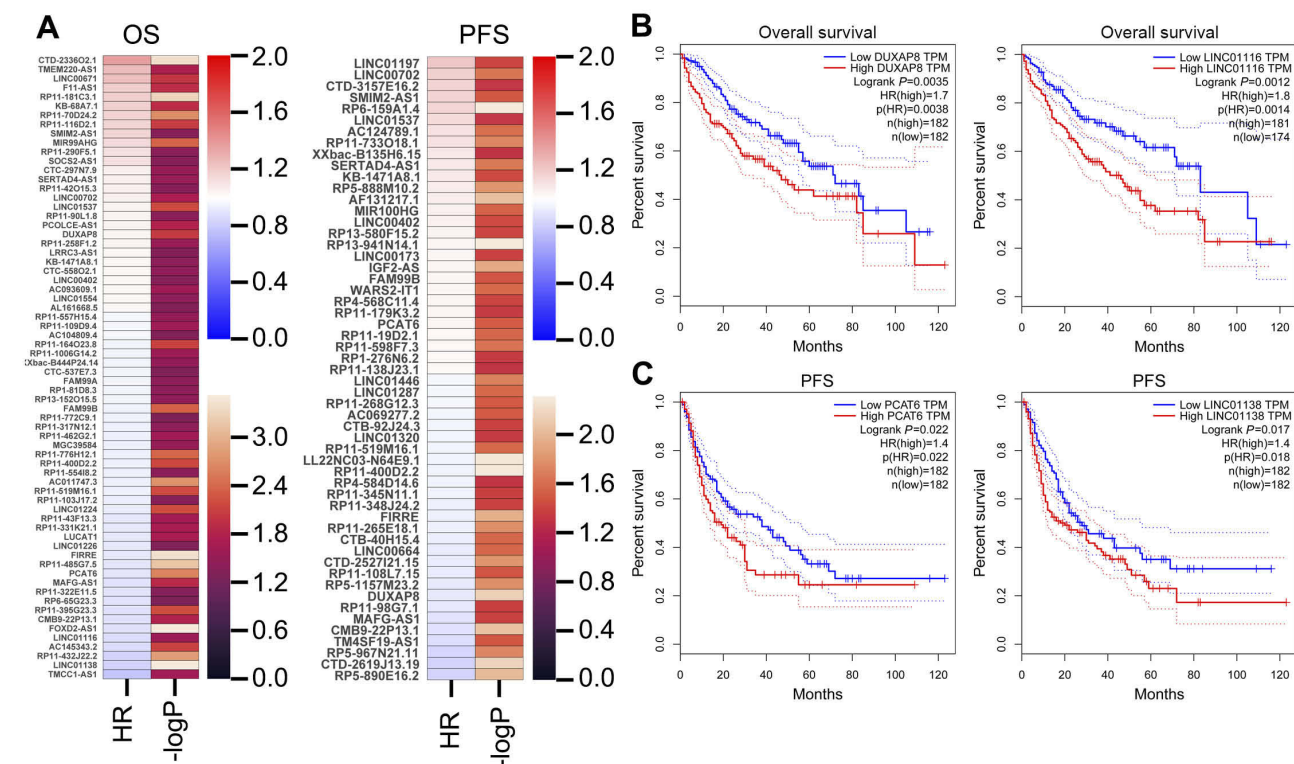 A
OS
CTD-2336O2.1
TMEM220-AS1
LINC00671
F11-AS1
RP11-181C3.1
KB-68A7.1
RP11-70D24.2
RP11-116D2.1
SMIM2-AS1
MIR99AHG
RP11-290F5.1
SOCS2-AS1
CTC-297N7.9
SERTAD4-AS1
RP11-42O15.3
LINC00702
LINC01537
RP11-90L1.8
PCOLCE-AS1
DUXAP8
RP11-258F1.2
LRRC3-AS1
KB-1471A8.1
CTC-558O2.1
LINC00402
AC093609.1
LINC01554
AL161668.5
RP11-557H15.4
RP11-109D9.4
AC104809.4
RP11-164O23.8
RP11-1006G14.2
XXbac-B444P24.14
CTC-537E7.3
FAM99A
RP1-81D8.3
RP13-152O15.5
FAM99B
RP11-772C9.1
RP11-317N12.1
RP11-462G2.1
MGC39584
RP11-776H12.1
RP11-400D2.2
RP11-554I8.2
AC011747.3
RP11-519M16.1
RP11-103J17.2
LINC01224
RP11-43F13.3
RP11-331K21.1
LUCAT1
LINC01226
FIRRE
RP11-485G7.5
PCAT6
MAFG-AS1
RP11-322E11.5
RP6-65G23.3
RP11-395G23.3
CMB9-22P13.1
FOXD2-AS1
LINC01116
AC145343.2
RP11-432J22.2
LINC01138
TMCC1-AS1
HR
-logP
2.0
1.6
1.2
0.8
0.4
0.0
3.0
2.4
1.8
1.2
0.6
0.0
PFS
LINC01197
LINC00702
CTD-3157E16.2
SMIM2-AS1
RP6-159A1.4
LINC01537
AC124789.1
RP11-733O18.1
XXbac-B135H6.15
SERTAD4-AS1
KB-1471A8.1
RP5-888M10.2
AF131217.1
MIR100HG
LINC00402
RP13-580F15.2
RP13-941N14.1
LINC00173
IGF2-AS
FAM99B
WARS2-IT1
RP4-568C11.4
RP11-179K3.2
PCAT6
RP11-19D2.1
RP11-598F7.3
RP1-276N6.2
RP11-138J23.1
LINC01446
LINC01287
RP11-268G12.3
AC069277.2
CTB-92J24.3
LINC01320
RP11-519M16.1
LL22NC03-N64E9.1
RP11-400D2.2
RP4-584D14.6
RP11-345N11.1
RP11-348J24.2
FIRRE
RP11-265E18.1
CTB-40H15.4
LINC00664
CTD-2527I21.15
RP11-108L7.15
RP5-1157M23.2
DUXAP8
RP11-98G7.1
MAFG-AS1
CMB9-22P13.1
TM4SF19-AS1
RP5-967N21.11
CTD-2619J13.19
RP5-890E16.2
HR
-logP
2.0
1.6
1.2
0.8
0.4
0.0
2.0
1.6
1.2
0.8
0.4
0.0
B
Overall survival
Low DUXAP8 TPM
High DUXAP8 TPM
Logrank P=0.0035
HR(high)=1.7
p(HR)=0.0038
n(high)=182
n(low)=182
Percent survival
1.0
0.8
0.6
0.4
0.2
0.0
0 20 40 60 80 100 120
Months
Overall survival
Low LINC01116 TPM
High LINC01116 TPM
Logrank P=0.0012
HR(high)=1.8
p(HR)=0.0014
n(high)=181
n(low)=174
Percent survival
1.0
0.8
0.6
0.4
0.2
0.0
0 20 40 60 80 100 120
Months
C
PFS
Low PCAT6 TPM
High PCAT6 TPM
Logrank P=0.022
HR(high)=1.4
p(HR)=0.022
n(high)=182
n(low)=182
Percent survival
1.0
0.8
0.6
0.4
0.2
0.0
0 20 40 60 80 100 120
Months
PFS
Low LINC01138 TPM
High LINC01138 TPM
Logrank P=0.017
HR(high)=1.4
p(HR)=0.018
n(high)=182
n(low)=182
Percent survival
1.0
0.8
0.6
0.4
0.2
0.0
0 20 40 60 80 100 120
Months